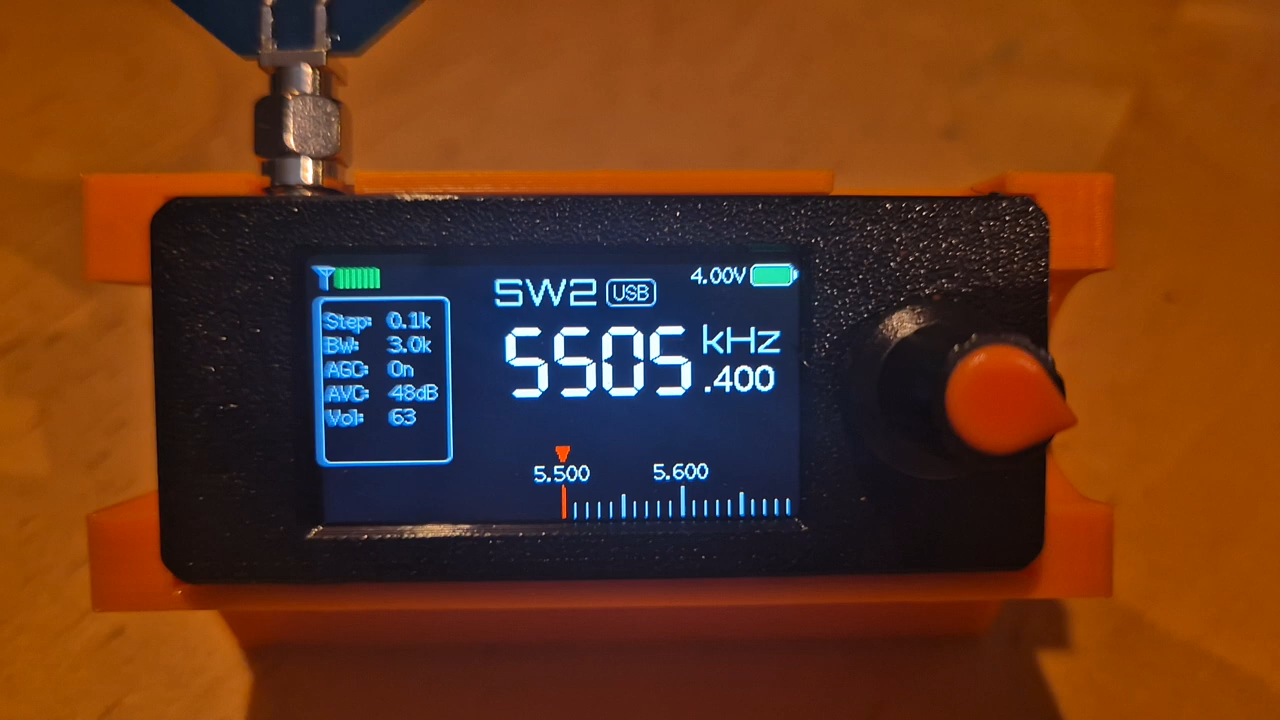 SW2 USB 4.00V
Step: 0.1k
BW: 3.0k
AGC: On
AVC: 48dB
Vol: 63
5505 kHz
.400
5.500 5.600